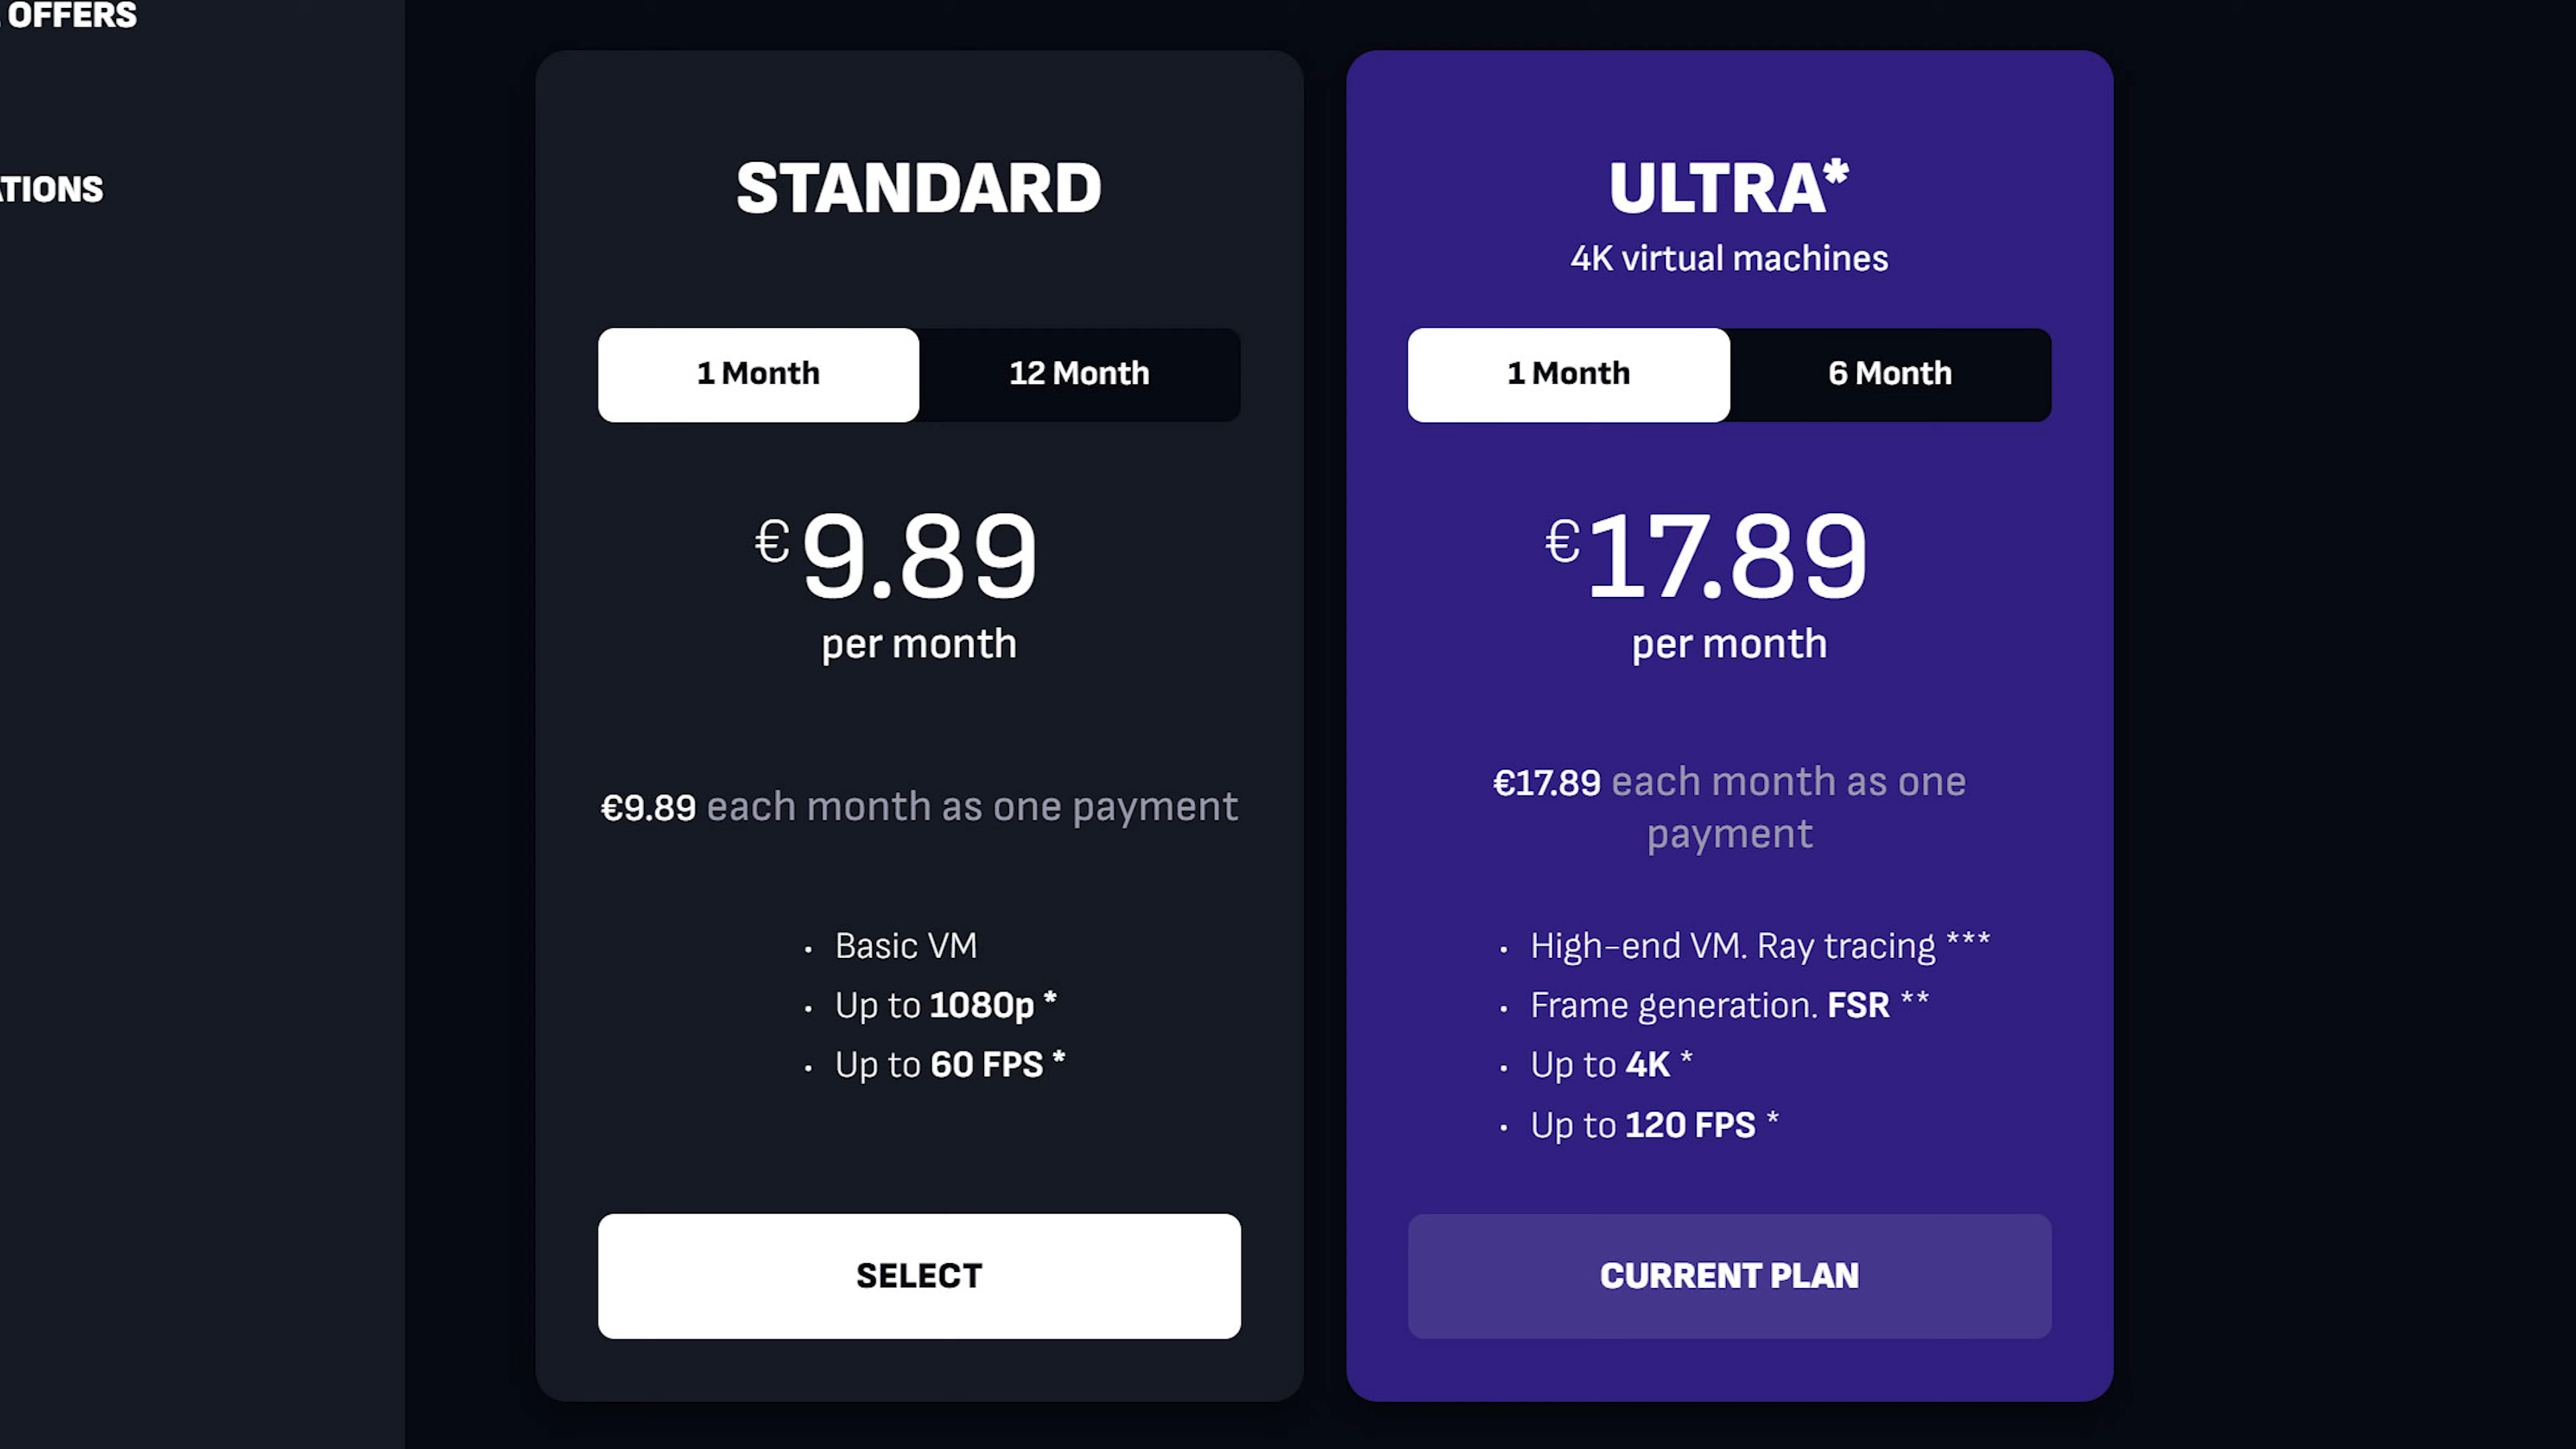 OFFERS
STANDARD
ULTRA*
4K virtual machines
ATIONS
1 Month
12 Month
1 Month
6 Month
€9.89
per month
€17.89
per month
€9.89 each month as one payment
€17.89 each month as one
payment
• Basic VM
• Up to 1080p *
• Up to 60 FPS *
• High-end VM. Ray tracing ***
• Frame generation. FSR **
• Up to 4K *
• Up to 120 FPS *
SELECT
CURRENT PLAN